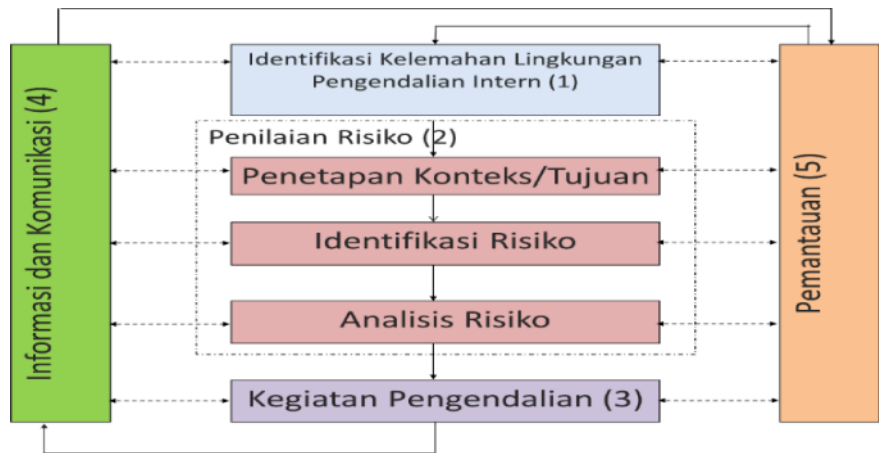 Identifikasi Kelemahan Lingkungan
Pengendalian Intern (1)
Penilaian Risiko (2)
Penetapan Konteks/Tujuan
Identifikasi Risiko
Analisis Risiko
Kegiatan Pengendalian (3)
Informasi dan Komunikasi (4)
Pemantauan (5)